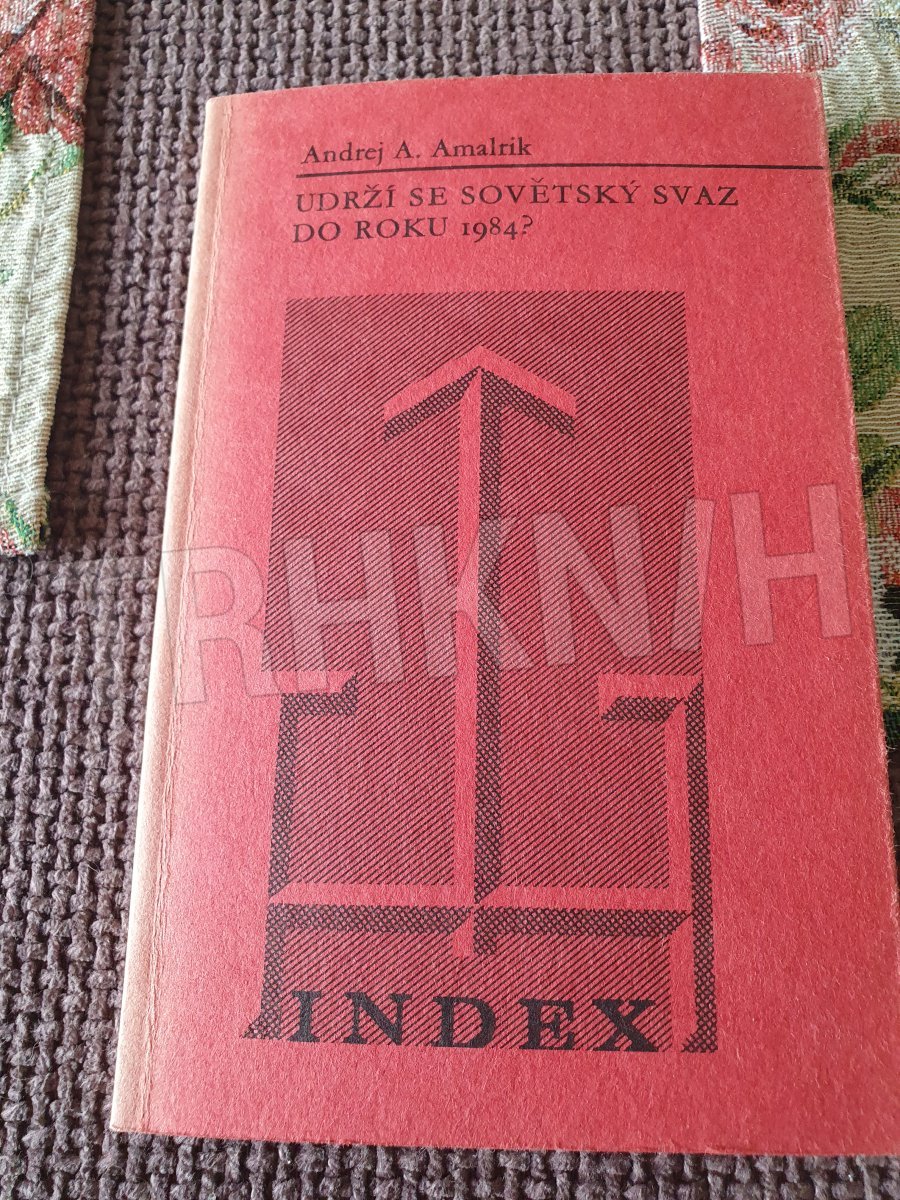 Andrej A. Amalrik
UDRŽÍ SE SOVĚTSKÝ SVAZ
DO ROKU 1984?
RHKNIH
INDEX